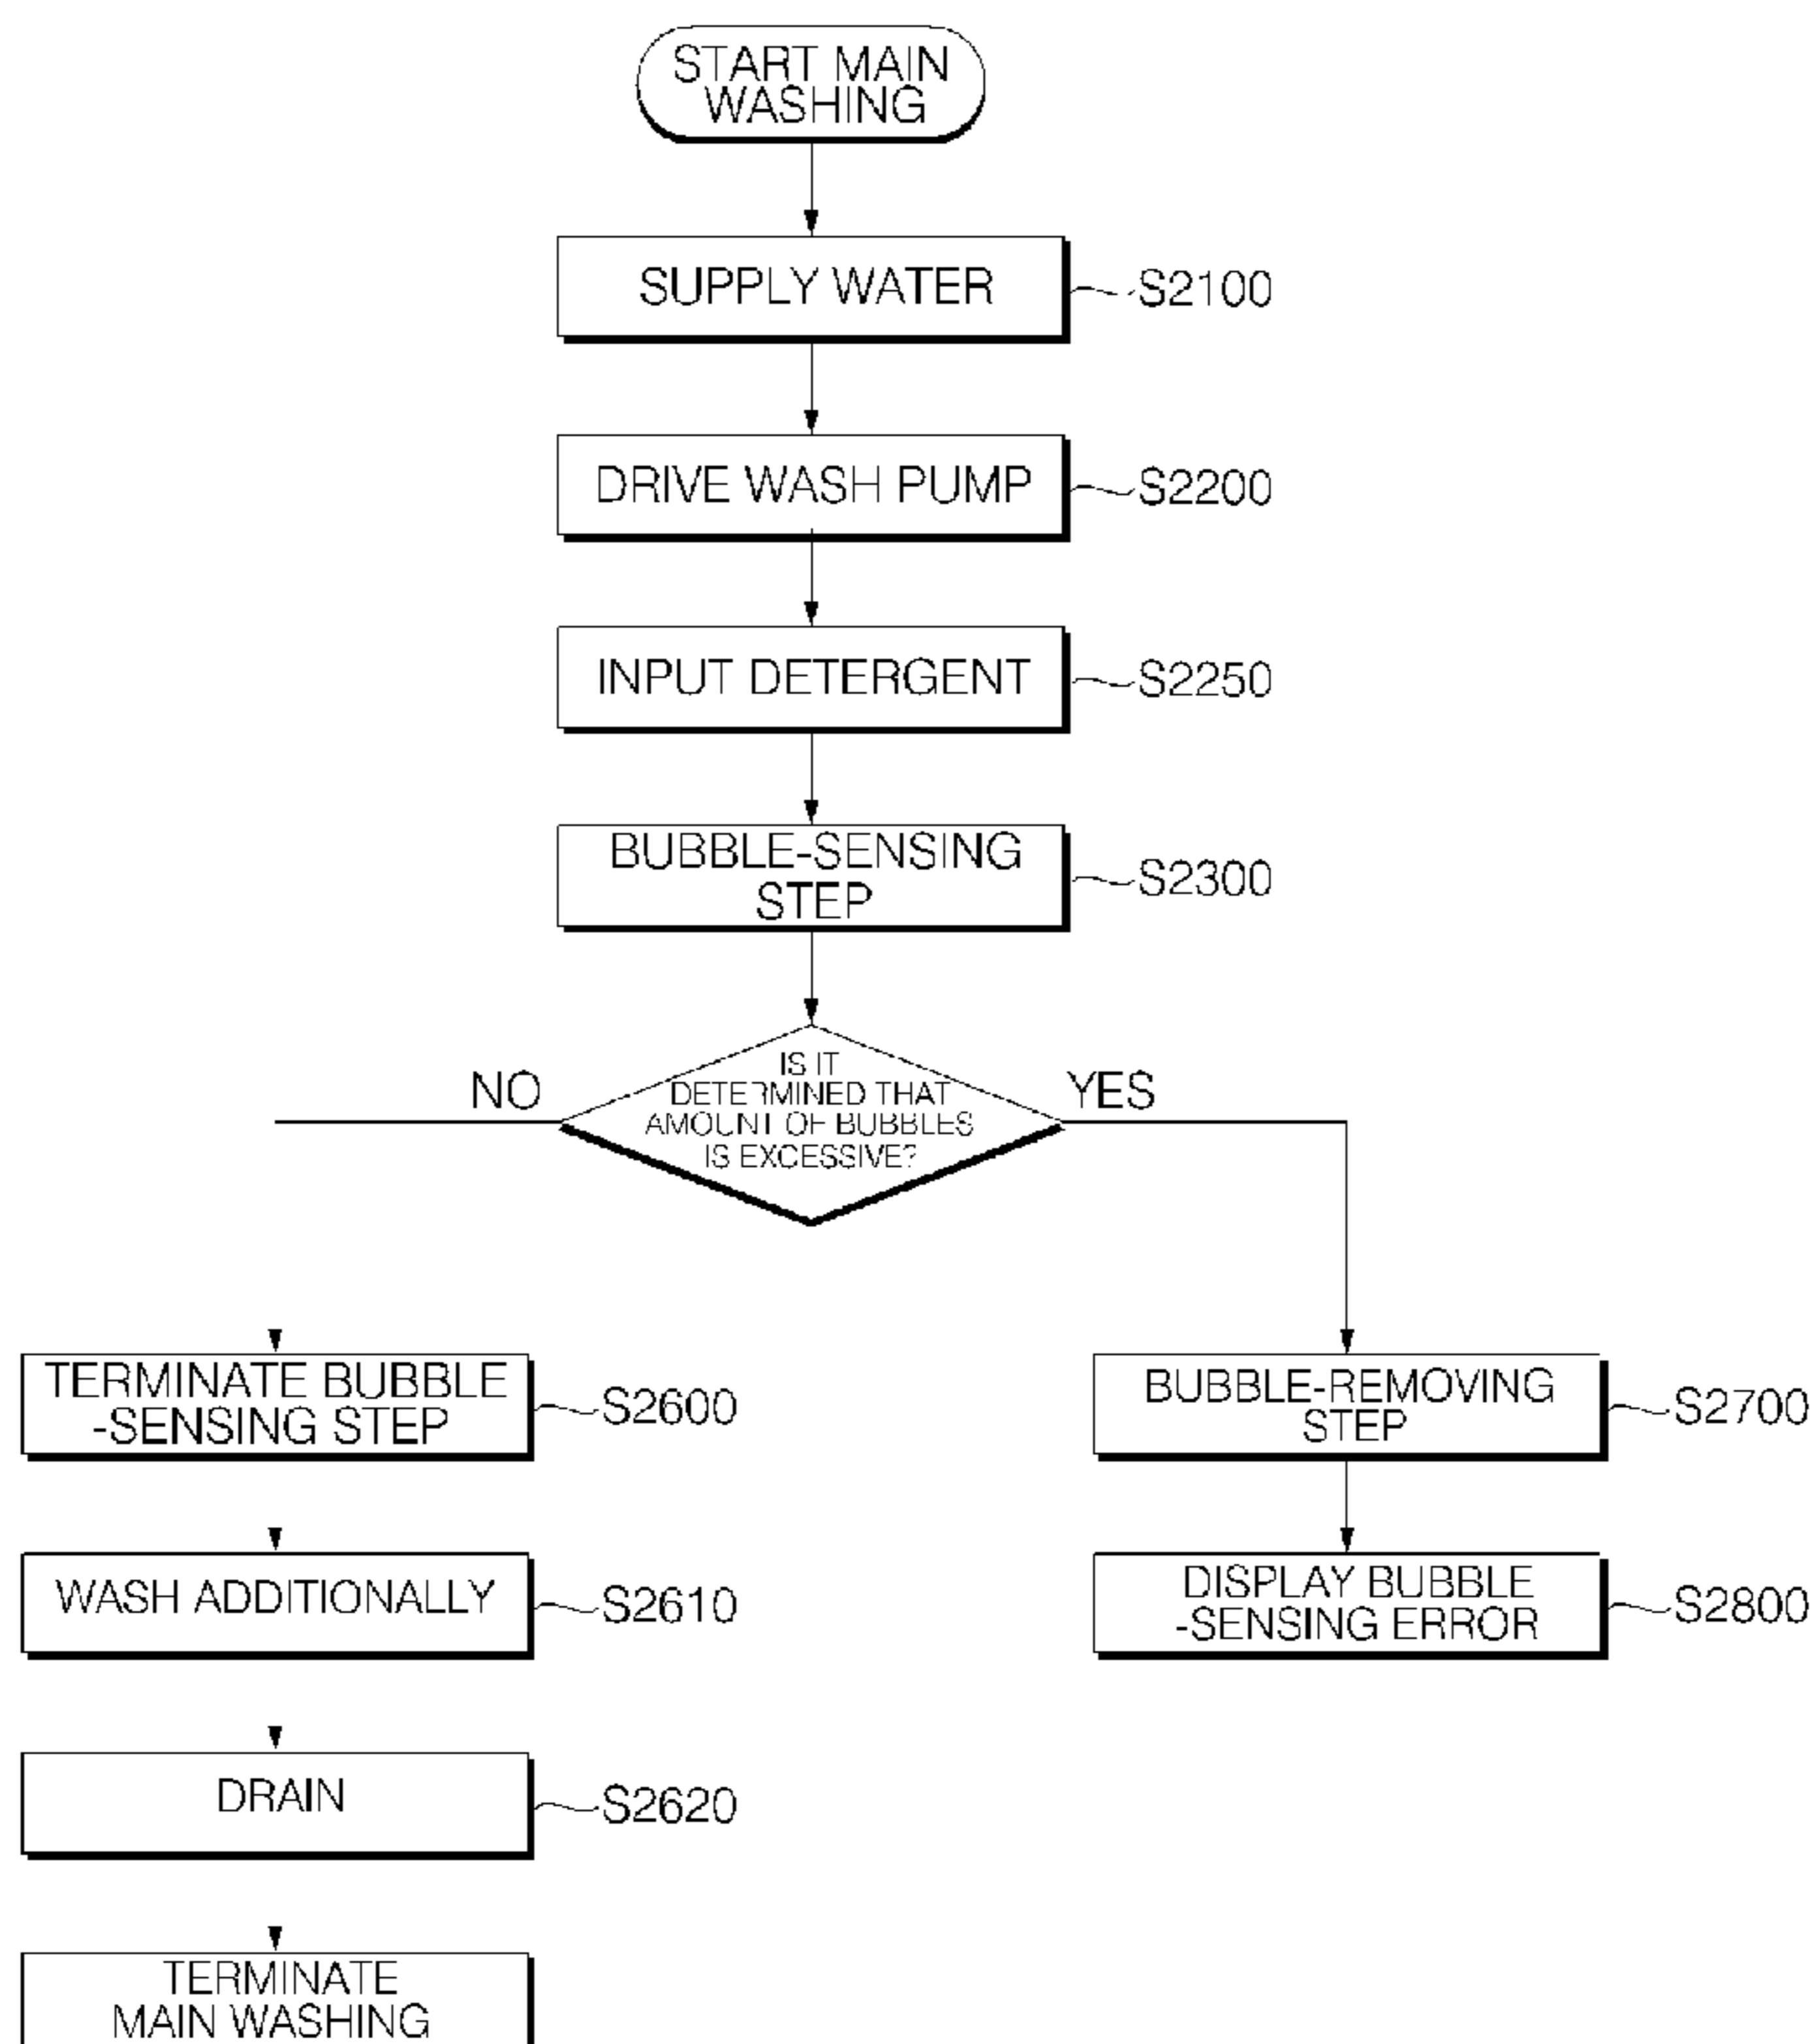 START MAIN
WASHING
SUPPLY WATER
S2100
DRIVE WASH PUMP
S2200
INPUT DETERGENT
S2250
BUBBLE-SENSING
STEP
S2300
IS IT
DETERMINED THAT
AMOUNT OF BUBBLES
IS EXCESSIVE?
NO
YES
TERMINATE BUBBLE
-SENSING STEP
S2600
BUBBLE-REMOVING
STEP
S2700
WASH ADDITIONALLY
S2610
DISPLAY BUBBLE
-SENSING ERROR
S2800
DRAIN
S2620
TERMINATE
MAIN WASHING